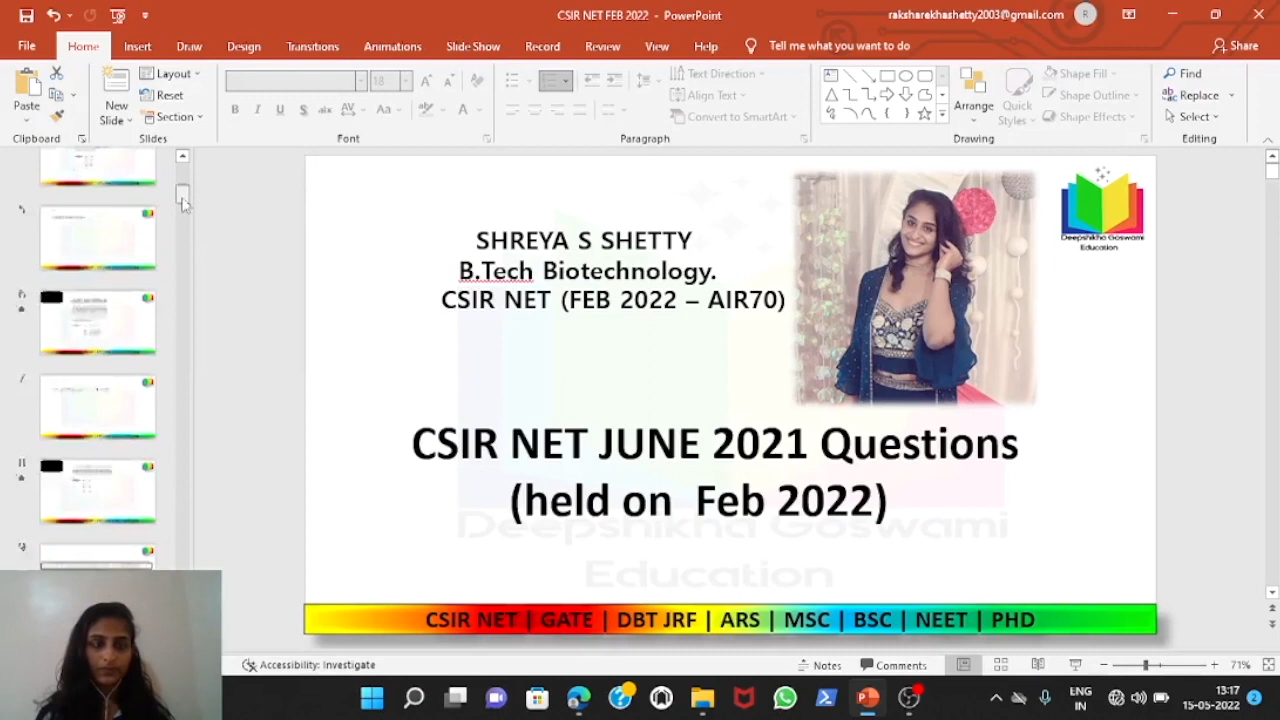 CSIR NET FEB 2022 - PowerPoint
raksharekhashetty2003@gmail.com
R
File
Home
Insert
Draw
Design
Transitions
Animations
Slide Show
Record
Review
View
Help
Tell me what you want to do
Share
Paste
New
Slide
Layout
Reset
Section
18
B
I
U
S
abc
AV
Aa
A
Text Direction
Align Text
Convert to SmartArt
Arrange
Quick
Styles
Shape Fill
Shape Outline
Shape Effects
Find
Replace
Select
Clipboard
Slides
Font
Paragraph
Drawing
Editing
SHREYA S SHETTY
B.Tech Biotechnology.
CSIR NET (FEB 2022 – AIR70)
Deepshikha Goswami
Education
CSIR NET JUNE 2021 Questions
(held on Feb 2022)
Deepshikha Goswami
Education
CSIR NET | GATE | DBT JRF | ARS | MSC | BSC | NEET | PHD
Accessibility: Investigate
Notes
Comments
71%
ENG
IN
13:17
15-05-2022
2